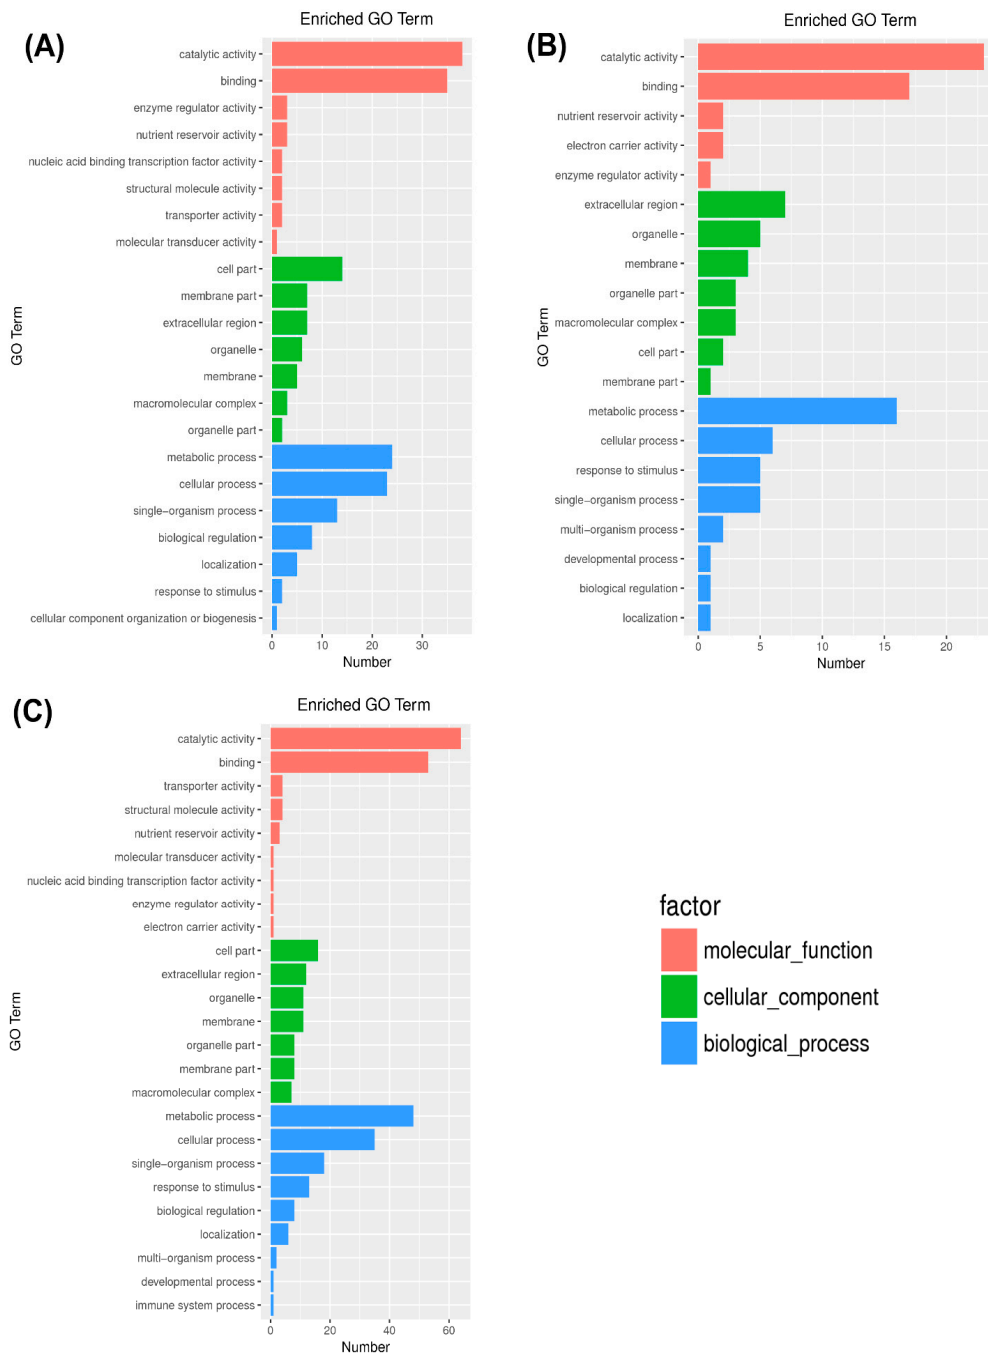 (A)
Enriched GO Term
catalytic activity
binding
enzyme regulator activity
nutrient reservoir activity
nucleic acid binding transcription factor activity
structural molecule activity
transporter activity
molecular transducer activity
cell part
membrane part
extracellular region
organelle
membrane
macromolecular complex
organelle part
metabolic process
cellular process
single−organism process
biological regulation
localization
response to stimulus
cellular component organization or biogenesis
GO Term
0 10 20 30
Number
(B)
Enriched GO Term
catalytic activity
binding
nutrient reservoir activity
electron carrier activity
enzyme regulator activity
extracellular region
organelle
membrane
organelle part
macromolecular complex
cell part
membrane part
metabolic process
cellular process
response to stimulus
single−organism process
multi−organism process
developmental process
biological regulation
localization
GO Term
0 5 10 15 20
Number
(C)
Enriched GO Term
catalytic activity
binding
transporter activity
structural molecule activity
nutrient reservoir activity
molecular transducer activity
nucleic acid binding transcription factor activity
enzyme regulator activity
electron carrier activity
cell part
extracellular region
organelle
membrane
organelle part
membrane part
macromolecular complex
metabolic process
cellular process
single−organism process
response to stimulus
biological regulation
localization
multi−organism process
developmental process
immune system process
GO Term
0 20 40 60
Number
factor
molecular_function
cellular_component
biological_process